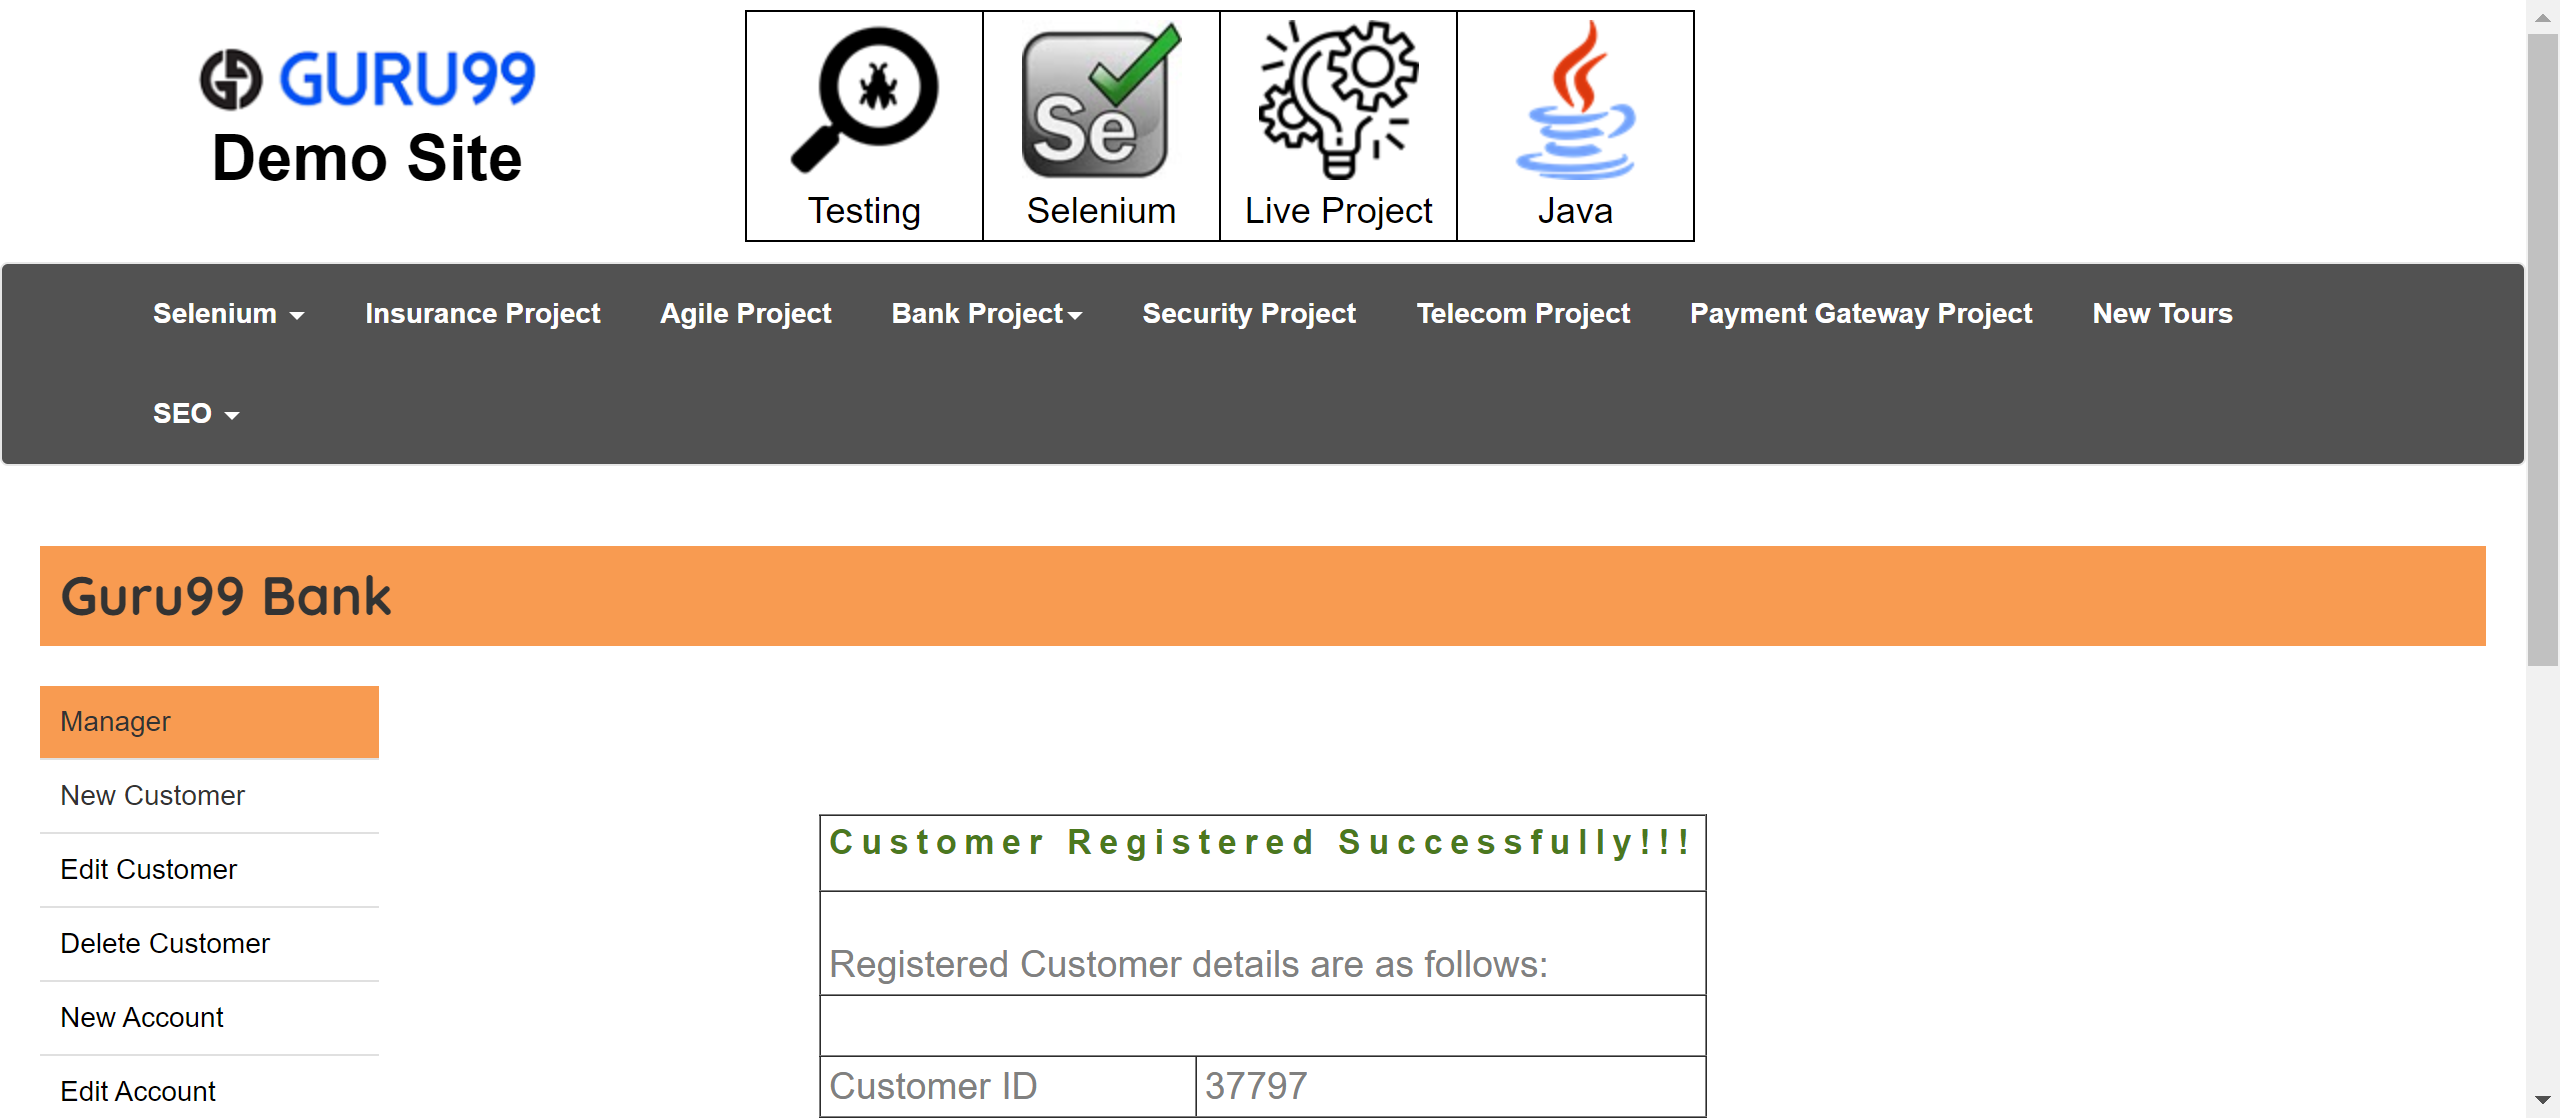 GURU99
Demo Site
Se
Testing
Selenium
Live Project
Java
Selenium
Insurance Project
Agile Project
Bank Project
Security Project
Telecom Project
Payment Gateway Project
New Tours
SEO
Guru99 Bank
Manager
New Customer
Edit Customer
Delete Customer
New Account
Edit Account
Customer Registered Successfully!!!
Registered Customer details are as follows:
Customer ID 37797